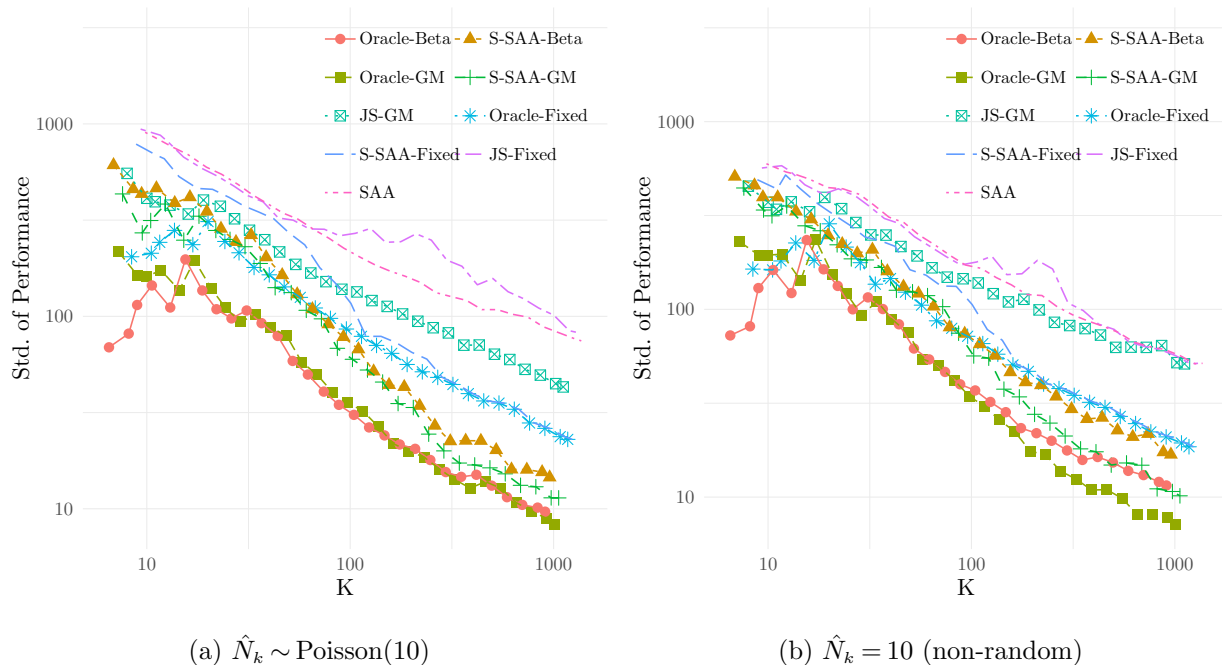 Oracle-Beta S-SAA-Beta
Oracle-GM S-SAA-GM
JS-GM Oracle-Fixed
S-SAA-Fixed JS-Fixed
SAA
1000
100
10
Std. of Performance
10 100 1000
K
(a) N̂k ∼ Poisson(10)
Oracle-Beta S-SAA-Beta
Oracle-GM S-SAA-GM
JS-GM Oracle-Fixed
S-SAA-Fixed JS-Fixed
SAA
1000
100
10
Std. of Performance
10 100 1000
K
(b) N̂k = 10 (non-random)